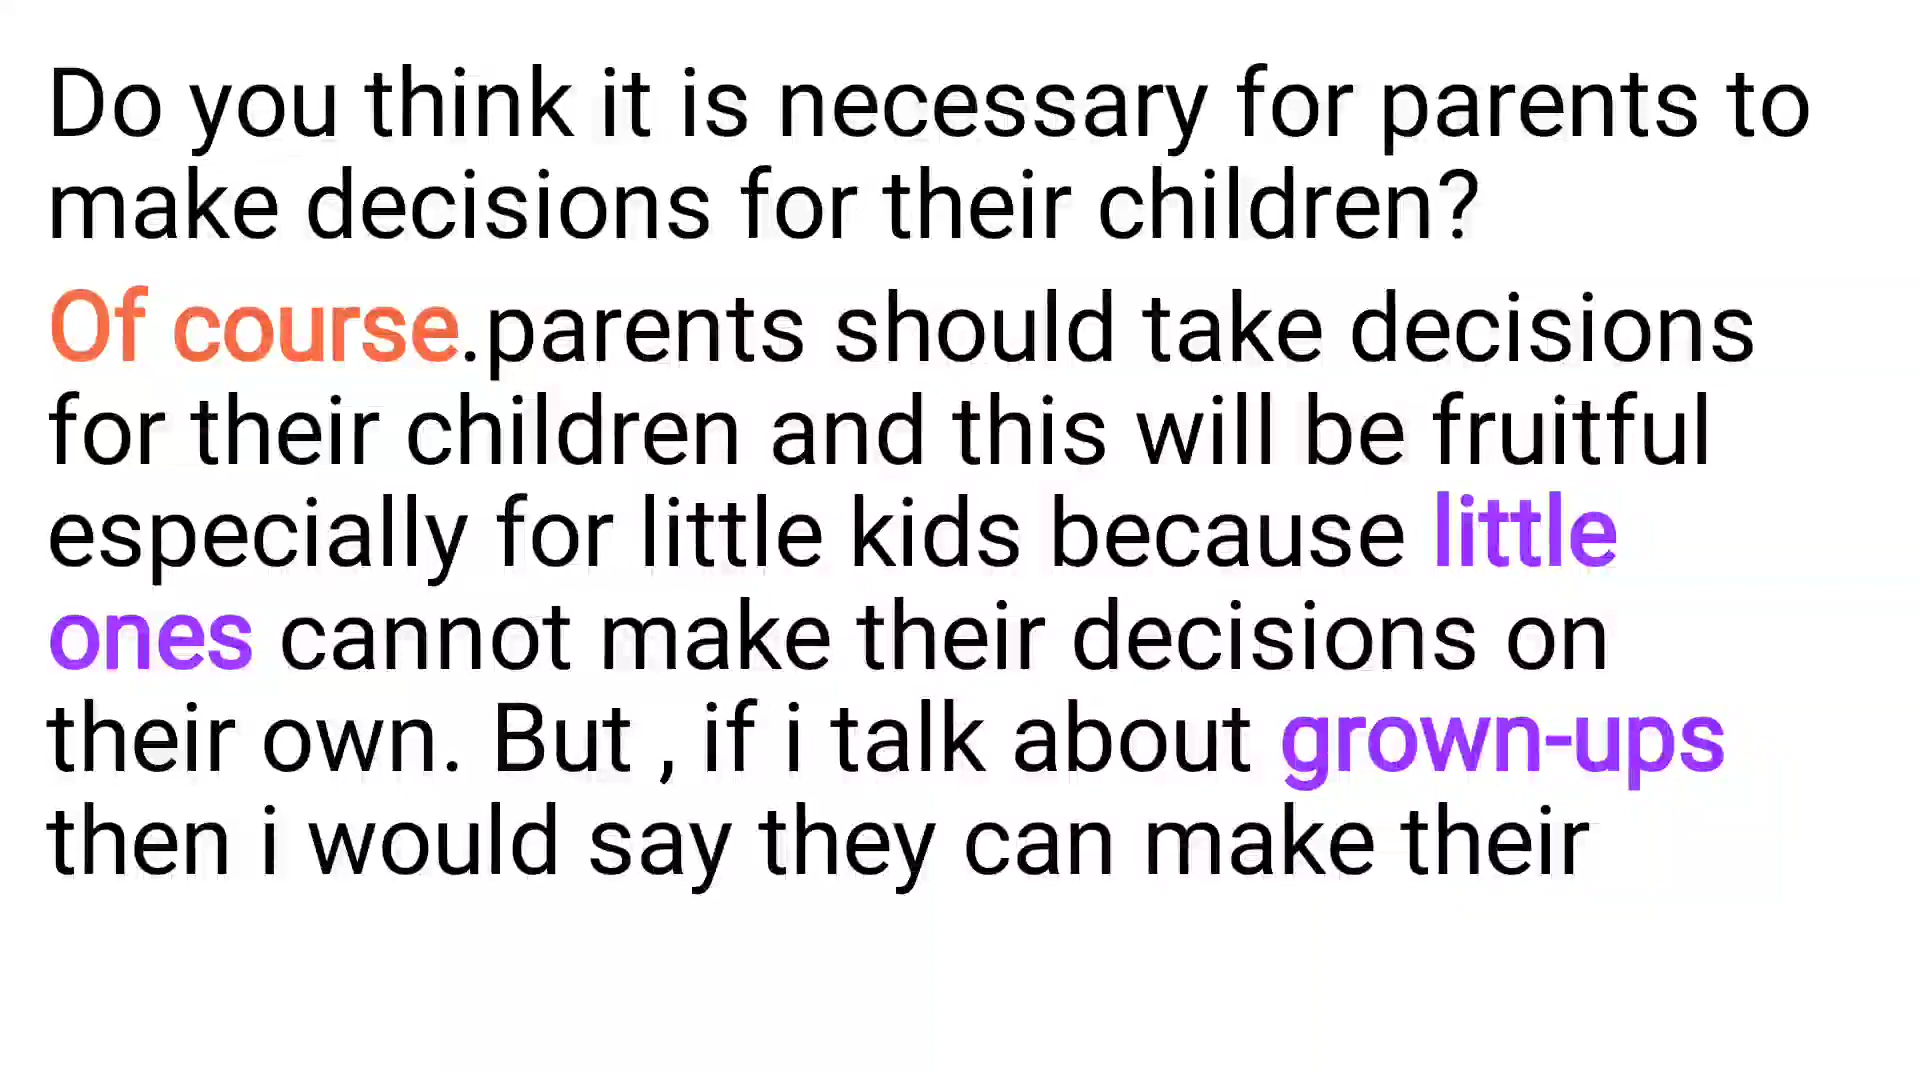 Do you think it is necessary for parents to
make decisions for their children?
Of course.parents should take decisions
for their children and this will be fruitful
especially for little kids because little
ones cannot make their decisions on
their own. But , if i talk about grown-ups
then i would say they can make their